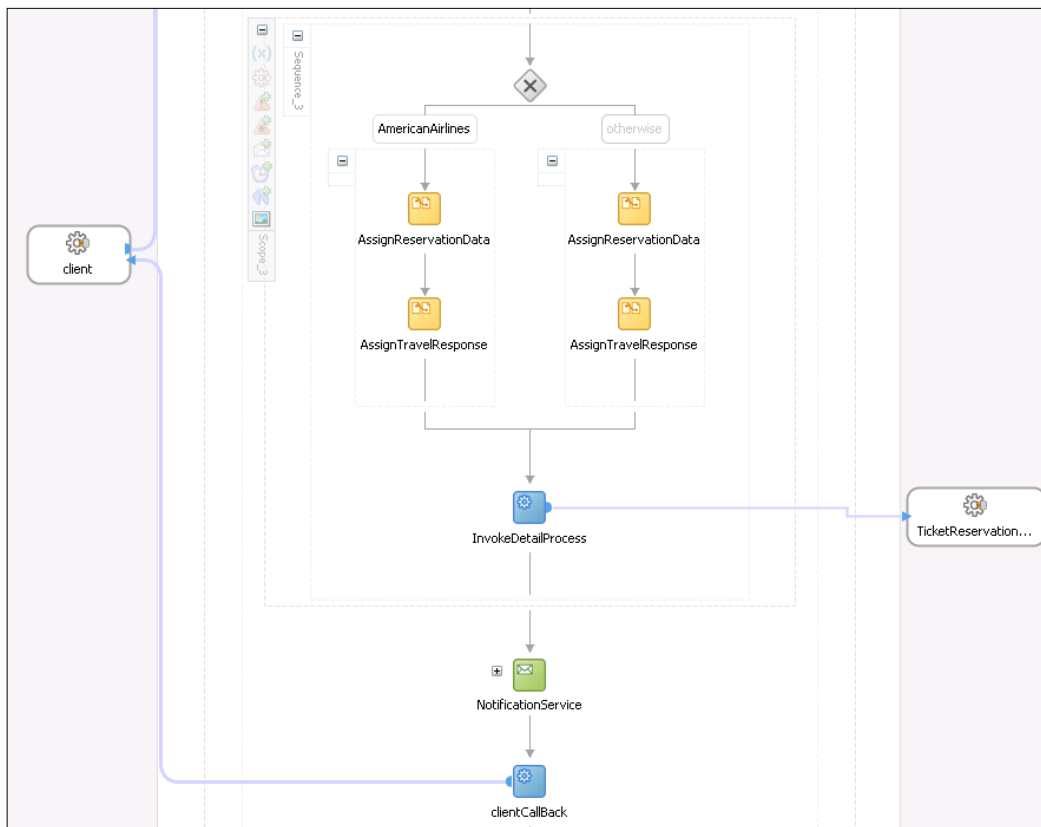 Sequence_3
AmericanAirlines
otherwise
(x)
AssignReservationData
AssignReservationData
Scope_3
client
AssignTravelResponse
AssignTravelResponse
InvokeDetailProcess
TicketReservation...
NotificationService
clientCallBack